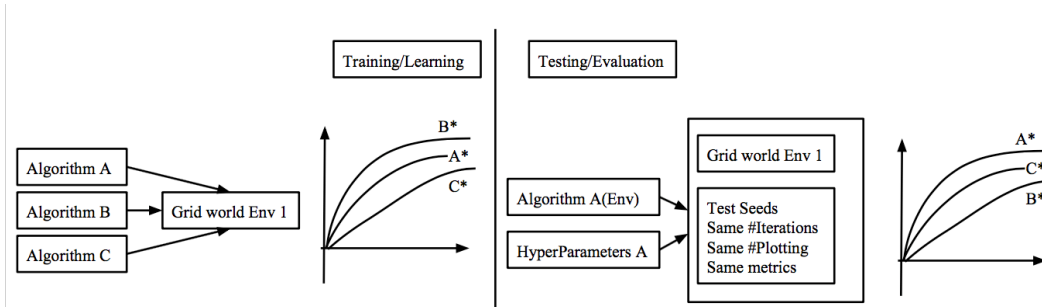 Training/Learning
Algorithm A
Algorithm B
Algorithm C
Grid world Env 1
B*
A*
C*
Testing/Evaluation
Algorithm A(Env)
HyperParameters A
Grid world Env 1
Test Seeds
Same #Iterations
Same #Plotting
Same metrics
A*
C*
B*